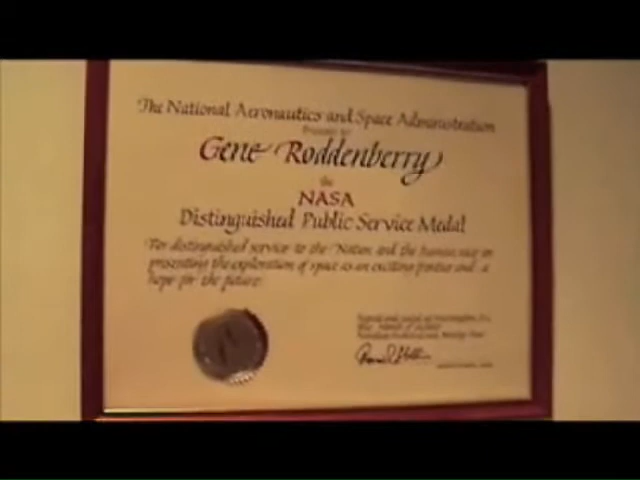 The National Aeronautics and Space Administration
Presents to
Gene Roddenberry
the
NASA
Distinguished Public Service Medal
For distinguished service to the Nation and the human race in
presenting the exploration of space as an exciting frontier and a
hope for the future.